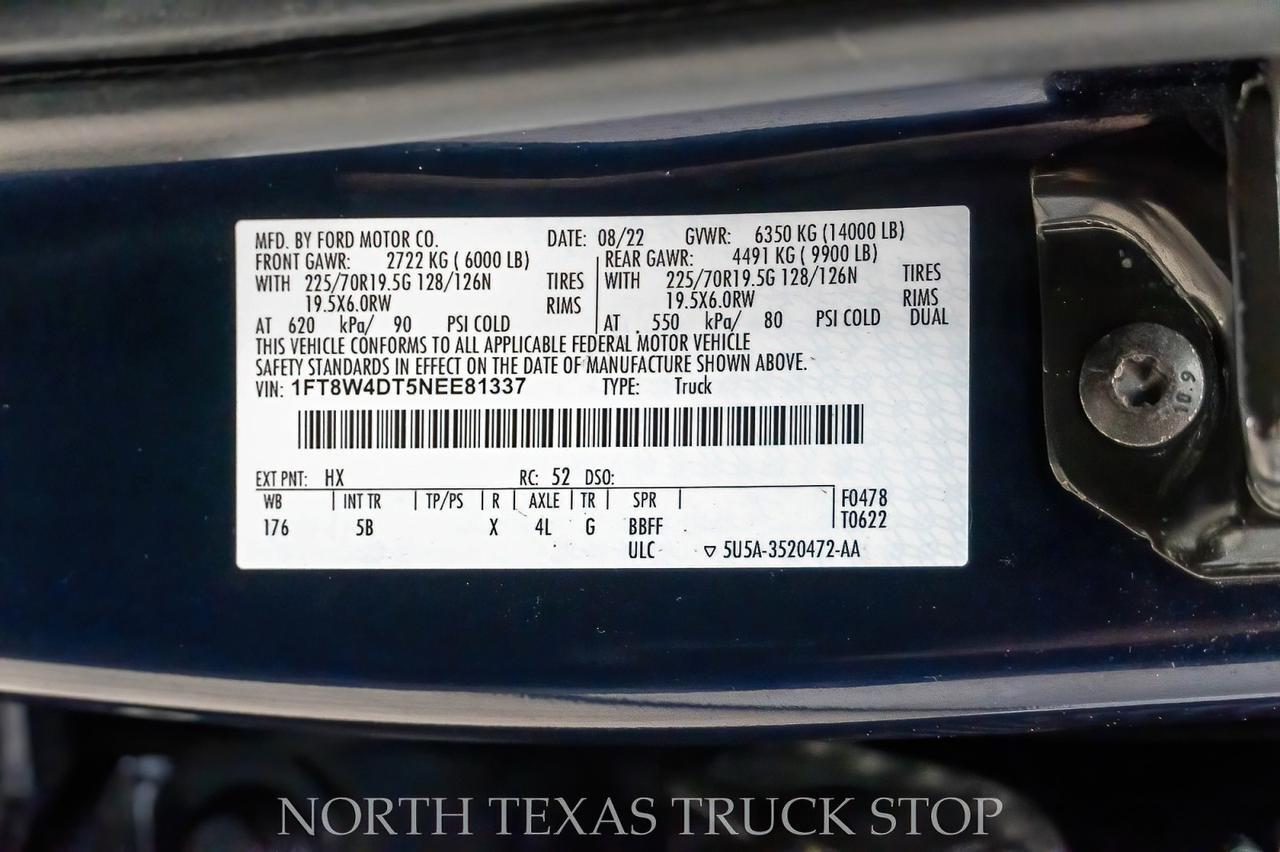 MFD. BY FORD MOTOR CO. DATE: 08/22 GVWR: 6350 KG (14000 LB)
FRONT GAWR: 2722 KG ( 6000 LB) REAR GAWR: 4491 KG ( 9900 LB)
WITH 225/70R19.5G 128/126N TIRES WITH 225/70R19.5G 128/126N TIRES
19.5X6.0RW RIMS 19.5X6.0RW RIMS
AT 620 kPa/ 90 PSI COLD AT 550 kPa/ 80 PSI COLD DUAL
THIS VEHICLE CONFORMS TO ALL APPLICABLE FEDERAL MOTOR VEHICLE
SAFETY STANDARDS IN EFFECT ON THE DATE OF MANUFACTURE SHOWN ABOVE.
VIN: 1FT8W4DT5NEE81337 TYPE: Truck
EXT PNT: HX RC: 52 DSO:
WB INT TR TP/PS R AXLE TR SPR F0478
176 5B X 4L G BBFF T0622
ULC ▽ 5U5A-3520472-AA
10.9
NORTH TEXAS TRUCK STOP